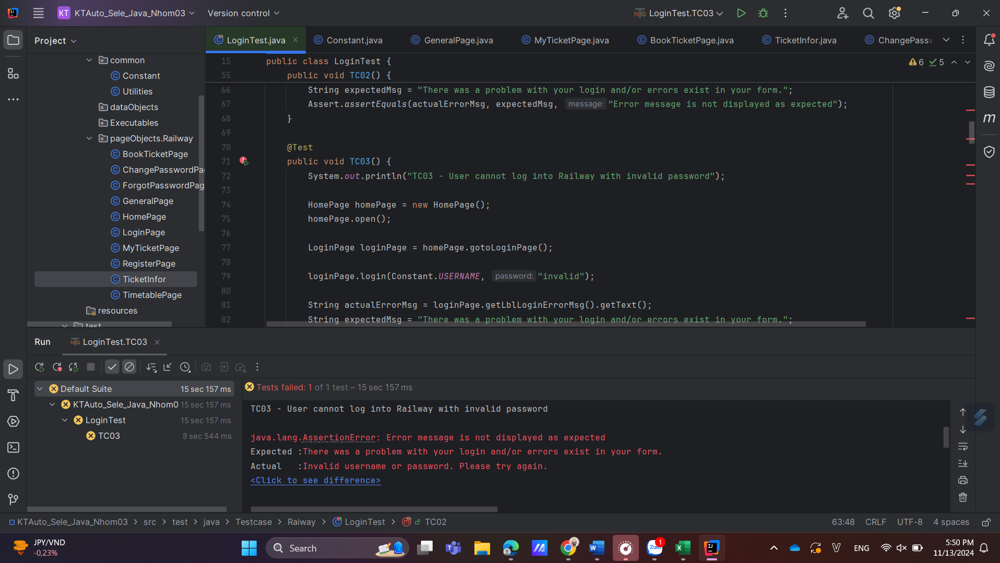 KT KTAuto_Sele_Java_Nhom03 Version control LoginTest.TC03
Project
LoginTest.java Constant.java GeneralPage.java MyTicketPage.java BookTicketPage.java TicketInfor.java ChangePassw
common
Constant
Utilities
dataObjects
Executables
pageObjects.Railway
BookTicketPage
ChangePasswordPa
ForgotPasswordPag
GeneralPage
HomePage
LoginPage
MyTicketPage
RegisterPage
TicketInfor
TimetablePage
resources
test
6 5
15 public class LoginTest {
55 public void TC02() {
66 String expectedMsg = "There was a problem with your login and/or errors exist in your form.";
67 Assert.assertEquals(actualErrorMsg, expectedMsg, message: "Error message is not displayed as expected");
68 }
69
70 @Test
71 public void TC03() {
72 System.out.println("TC03 - User cannot log into Railway with invalid password");
73
74 HomePage homePage = new HomePage();
75 homePage.open();
76
77 LoginPage loginPage = homePage.gotoLoginPage();
78
79 loginPage.login(Constant.USERNAME, password: "invalid");
80
81 String actualErrorMsg = loginPage.getLblLoginErrorMsg().getText();
82 String expectedMsg = "There was a problem with your login and/or errors exist in your form.";
Run LoginTest.TC03
Default Suite 15 sec 157 ms
KTAuto_Sele_Java_Nhom0 15 sec 157 ms
LoginTest 15 sec 157 ms
TC03 8 sec 544 ms
Tests failed: 1 of 1 test – 15 sec 157 ms
TC03 - User cannot log into Railway with invalid password
java.lang.AssertionError: Error message is not displayed as expected
Expected :There was a problem with your login and/or errors exist in your form.
Actual :Invalid username or password. Please try again.
<Click to see difference>
KTAuto_Sele_Java_Nhom03 > src > test > java > Testcase > Raiway > LoginTest > TC02
63:48 CRLF UTF-8 4 spaces
JPY/VND
-0,23%
Search
1
ENG
5:50 PM
11/13/2024